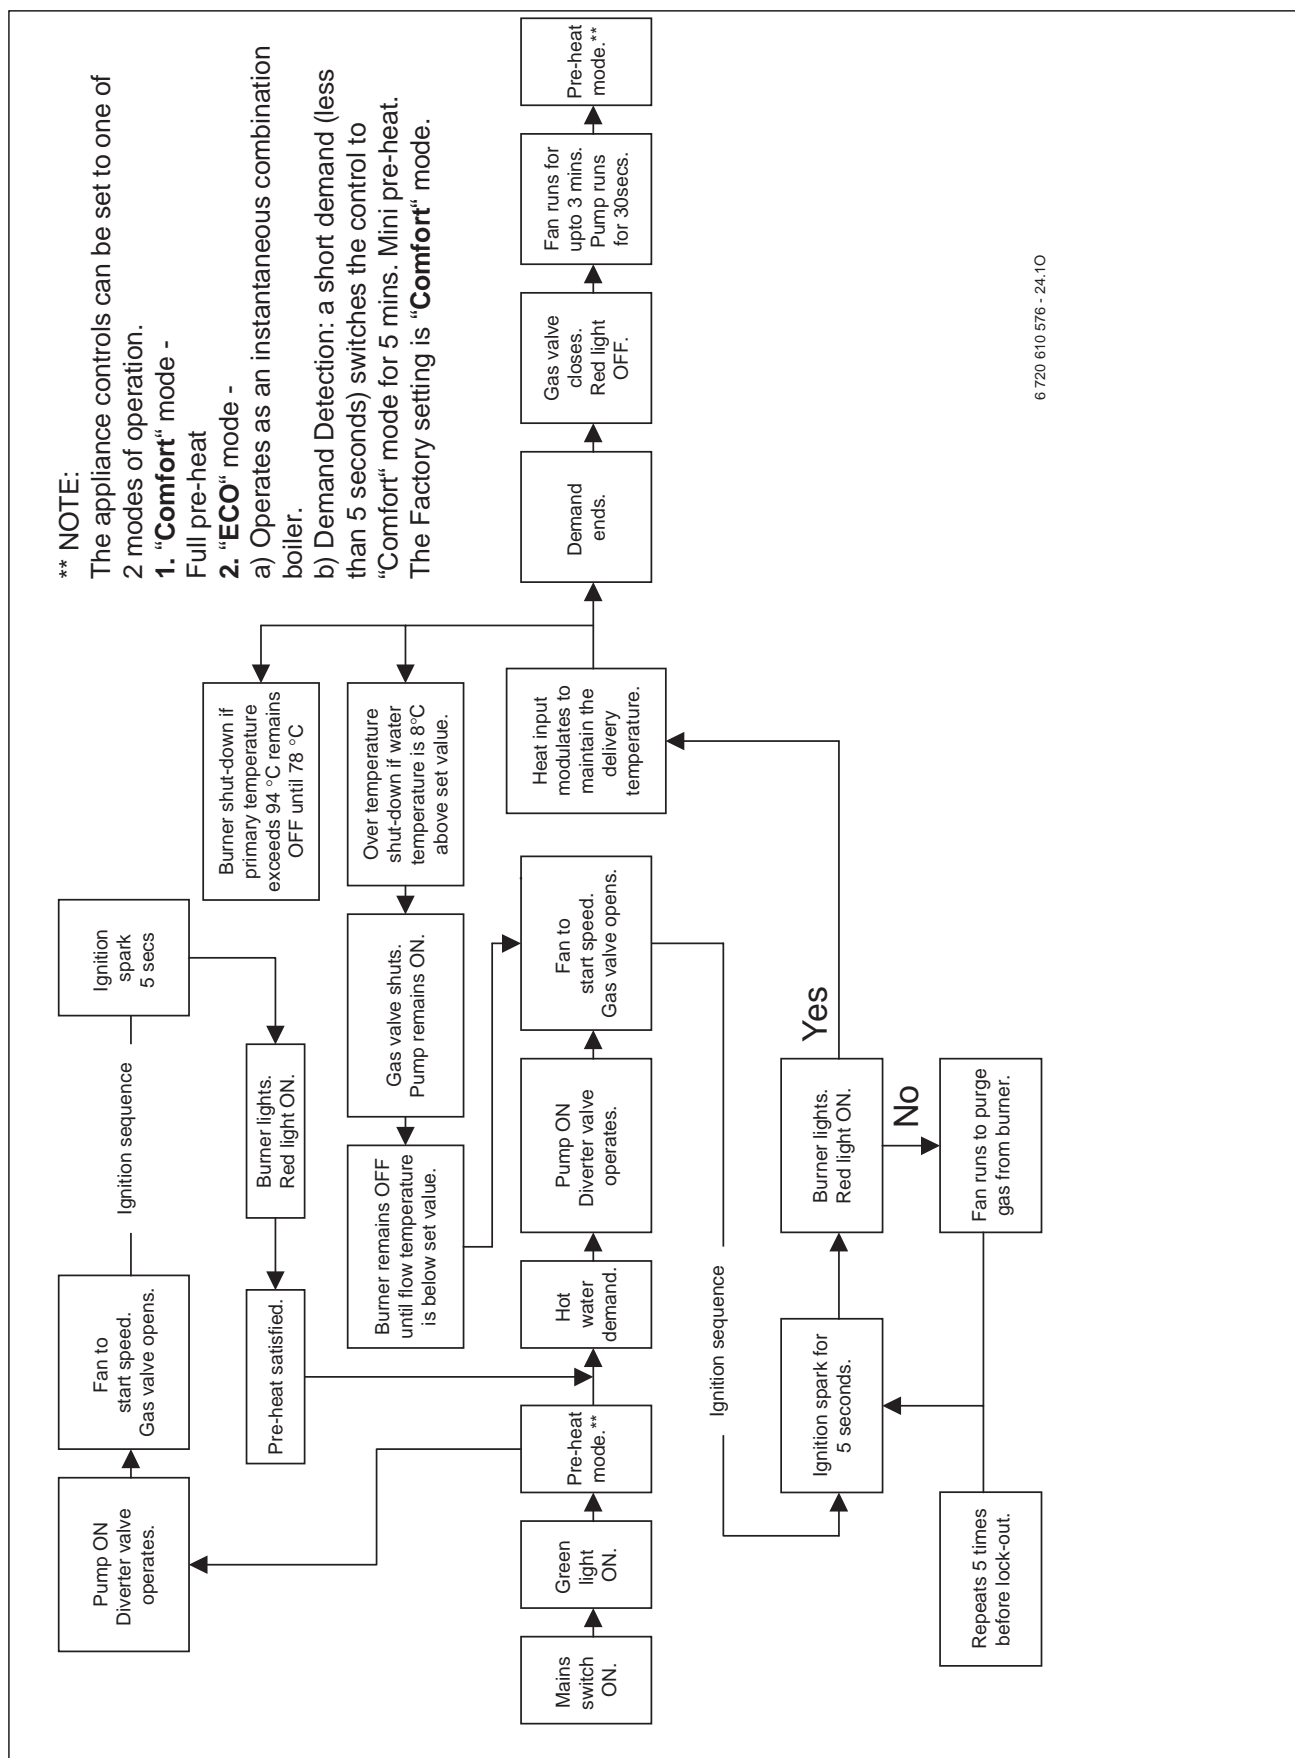 ** NOTE:
The appliance controls can be set to one of
2 modes of operation.
1. “Comfort“ mode -
Full pre-heat
2. “ECO“ mode -
a) Operates as an instantaneous combination
boiler.
b) Demand Detection: a short demand (less
than 5 seconds) switches the control to
“Comfort“ mode for 5 mins. Mini pre-heat.
The Factory setting is “Comfort“ mode.
Pump ON
Diverter valve
operates.
Fan to
start speed.
Gas valve opens.
Ignition sequence
Ignition
spark
5 secs
Burner lights.
Red light ON.
Pre-heat satisfied.
Burner shut-down if
primary temperature
exceeds 94 °C remains
OFF until 78 °C
Over temperature
shut-down if water
temperature is 8°C
above set value.
Gas valve shuts.
Pump remains ON.
Burner remains OFF
until flow temperature
is below set value.
Mains
switch
ON.
Green
light
ON.
Pre-heat
mode.**
Hot
water
demand.
Pump ON
Diverter valve
operates.
Fan to
start speed.
Gas valve opens.
Heat input
modulates to
maintain the
delivery
temperature.
Demand
ends.
Gas valve
closes.
Red light
OFF.
Fan runs for
upto 3 mins.
Pump runs
for 30secs.
Pre-heat
mode.**
Ignition sequence
Ignition spark for
5 seconds.
Burner lights.
Red light ON.
Yes
No
Fan runs to purge
gas from burner.
Repeats 5 times
before lock-out.
6 720 610 576 - 24.1O